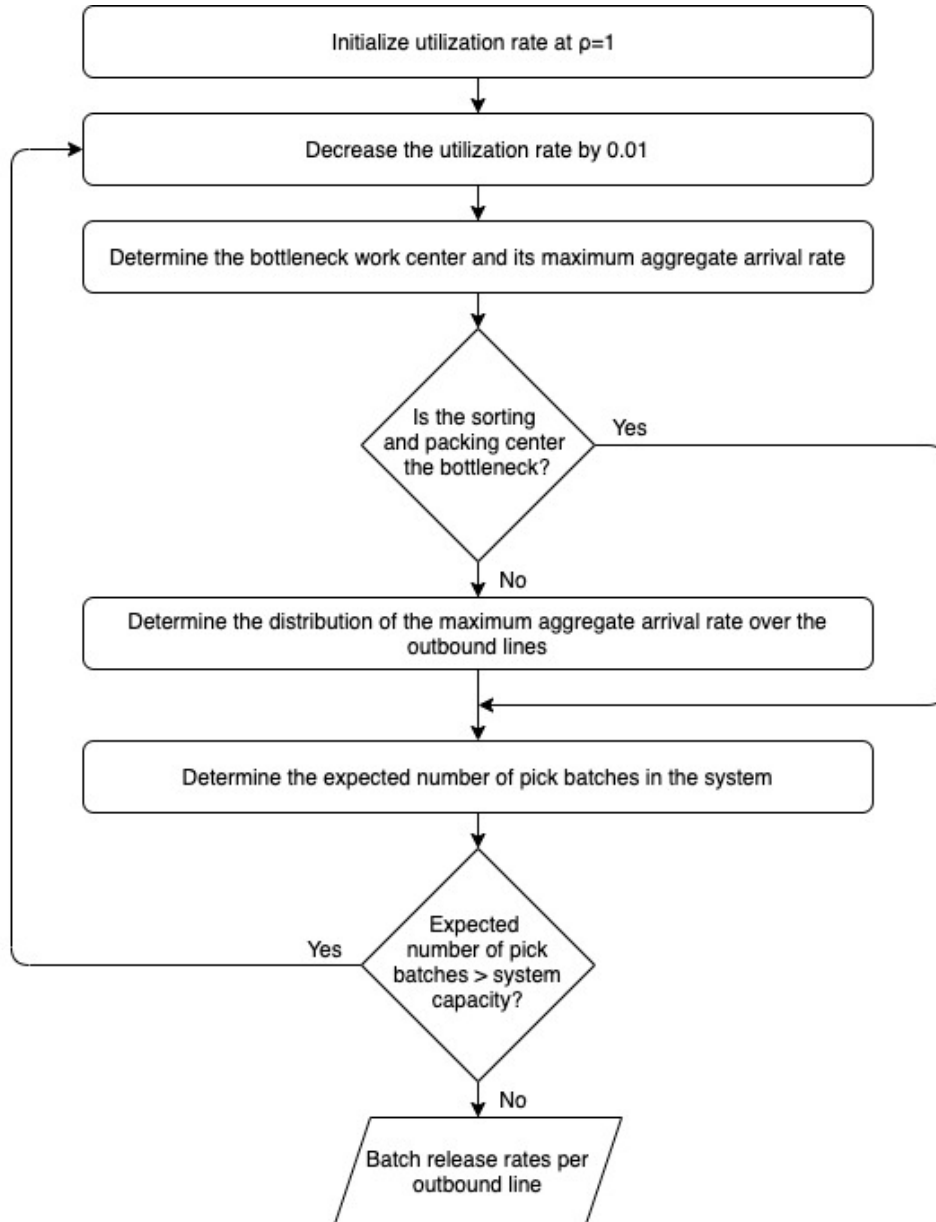 Initialize utilization rate at ρ=1
Decrease the utilization rate by 0.01
Determine the bottleneck work center and its maximum aggregate arrival rate
Is the sorting
and packing center
the bottleneck?
Yes
No
Determine the distribution of the maximum aggregate arrival rate over the
outbound lines
Determine the expected number of pick batches in the system
Expected
number of pick
batches > system
capacity?
Yes
No
Batch release rates per
outbound line